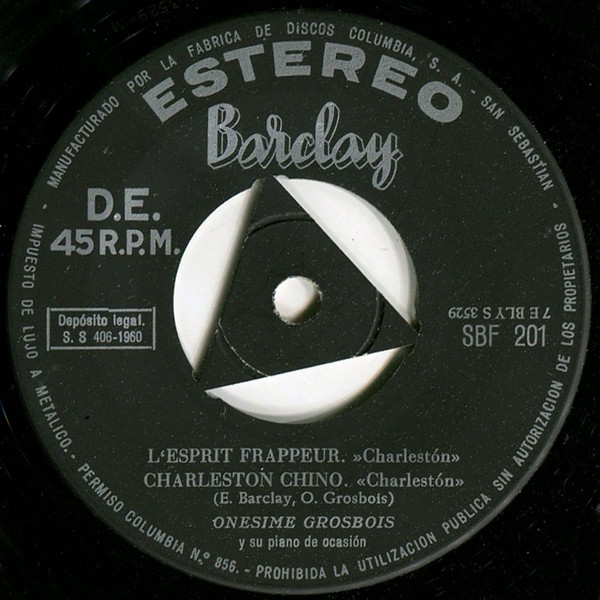 - MANUFACTURADO POR LA FABRICA DE DISCOS COLUMBIA, S. A. - SAN SEBASTIAN -
ESTEREO
Barclay
D.E.
45 R.P.M.
Depósito legal.
S. S 406-1960
7 E BLY S 3529
SBF 201
L'ESPRIT FRAPPEUR. »Charlestón»
CHARLESTON CHINO. «Charlestón»
(E. Barclay, O. Grosbois)
ONESIME GROSBOIS
y su piano de ocasión
IMPUESTO DE LUJO A METALICO. - PERMISO COLUMBIA N.º 856. - PROHIBIDA LA UTILIZACION PUBLICA SIN AUTORIZACION DE LOS PROPIETARIOS